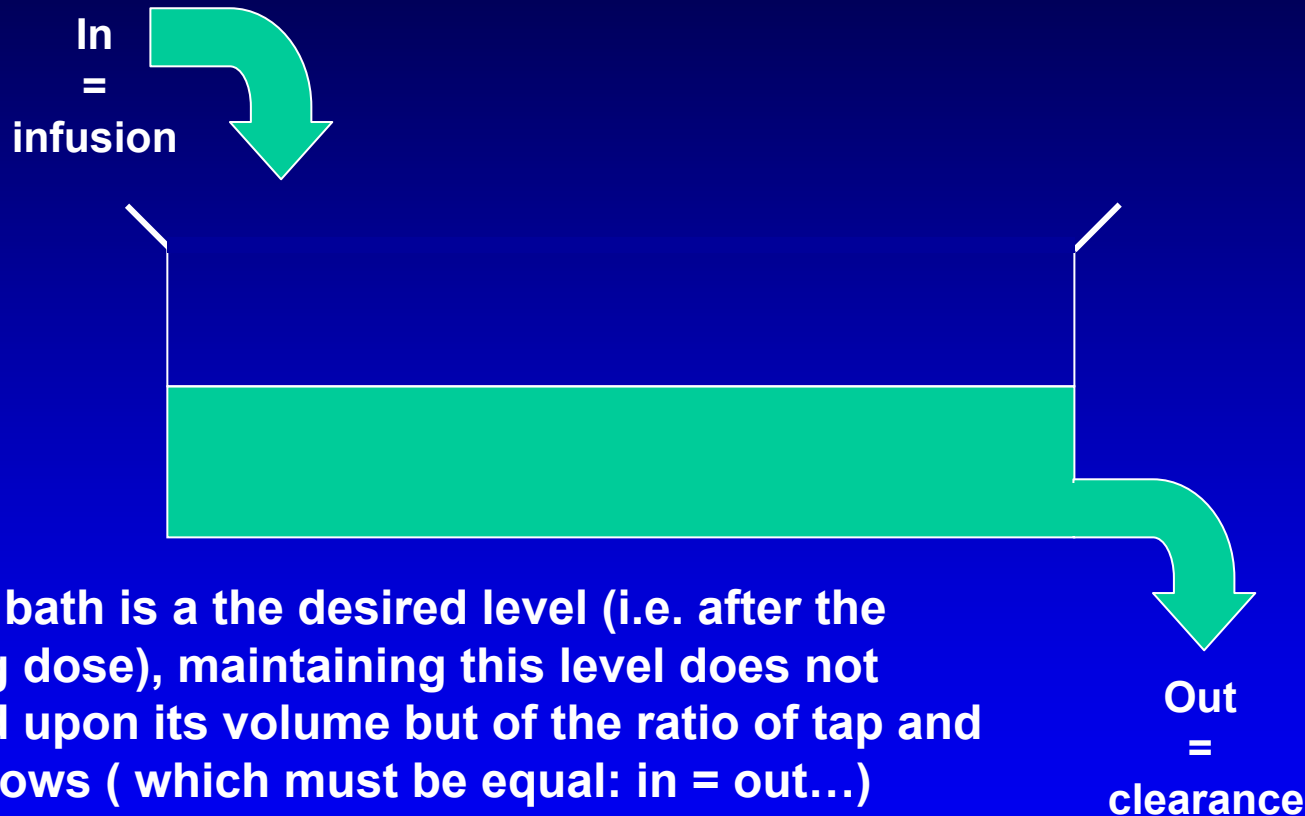 In
=
infusion
bath is a the desired level (i.e. after the
g dose), maintaining this level does not
d upon its volume but of the ratio of tap and
ows ( which must be equal: in = out…)
Out
=
clearance